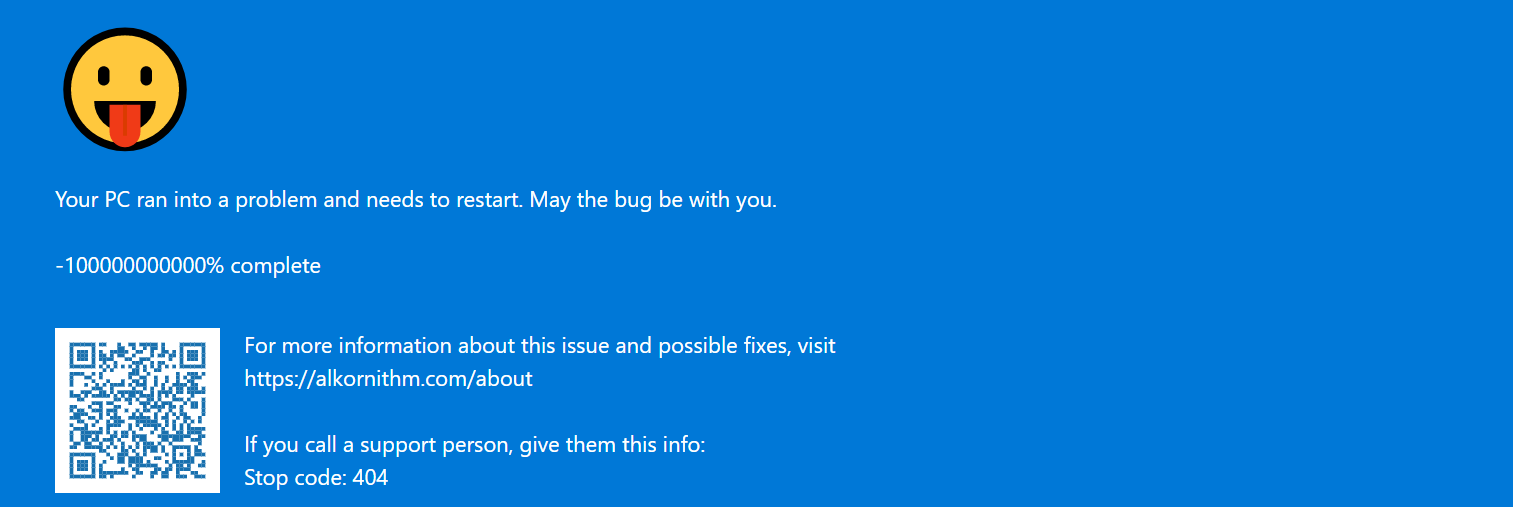 Your PC ran into a problem and needs to restart. May the bug be with you.
-100000000000% complete
For more information about this issue and possible fixes, visit
https://alkornithm.com/about
If you call a support person, give them this info:
Stop code: 404